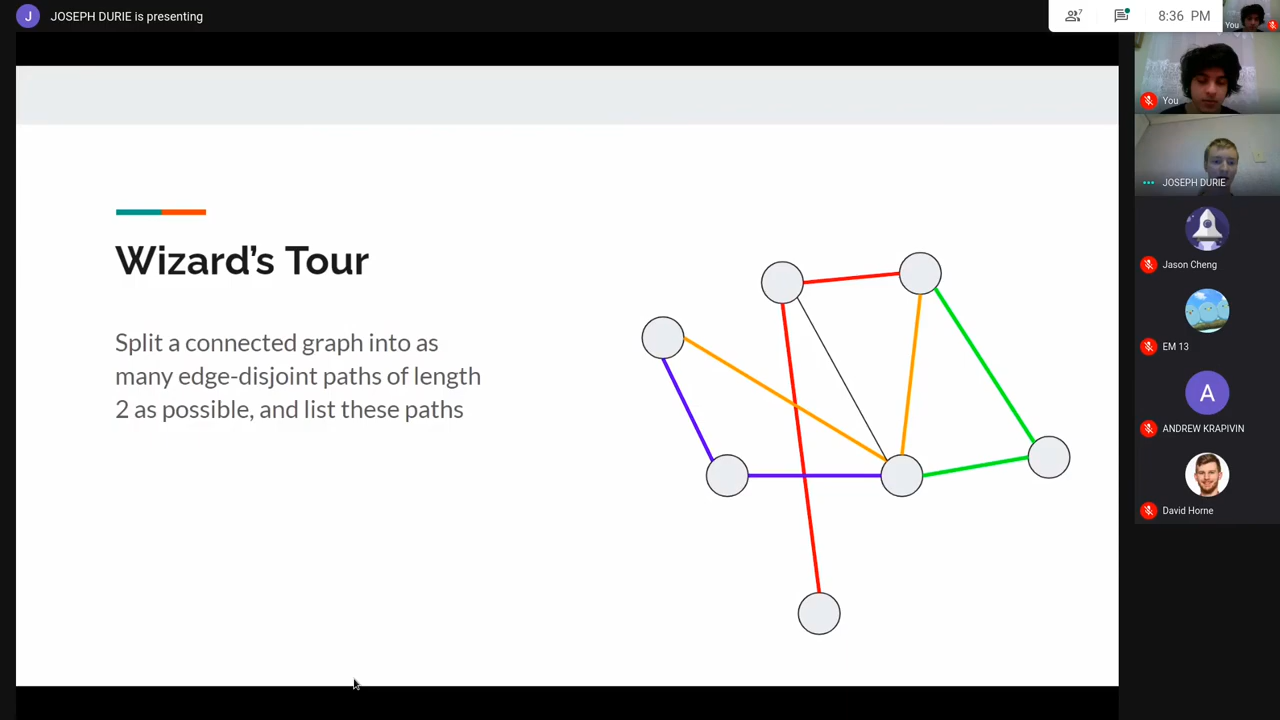 J JOSEPH DURIE is presenting
7
8:36 PM
You
You
JOSEPH DURIE
Jason Cheng
EM 13
A
ANDREW KRAPIVIN
David Horne
Wizard's Tour
Split a connected graph into as
many edge-disjoint paths of length
2 as possible, and list these paths